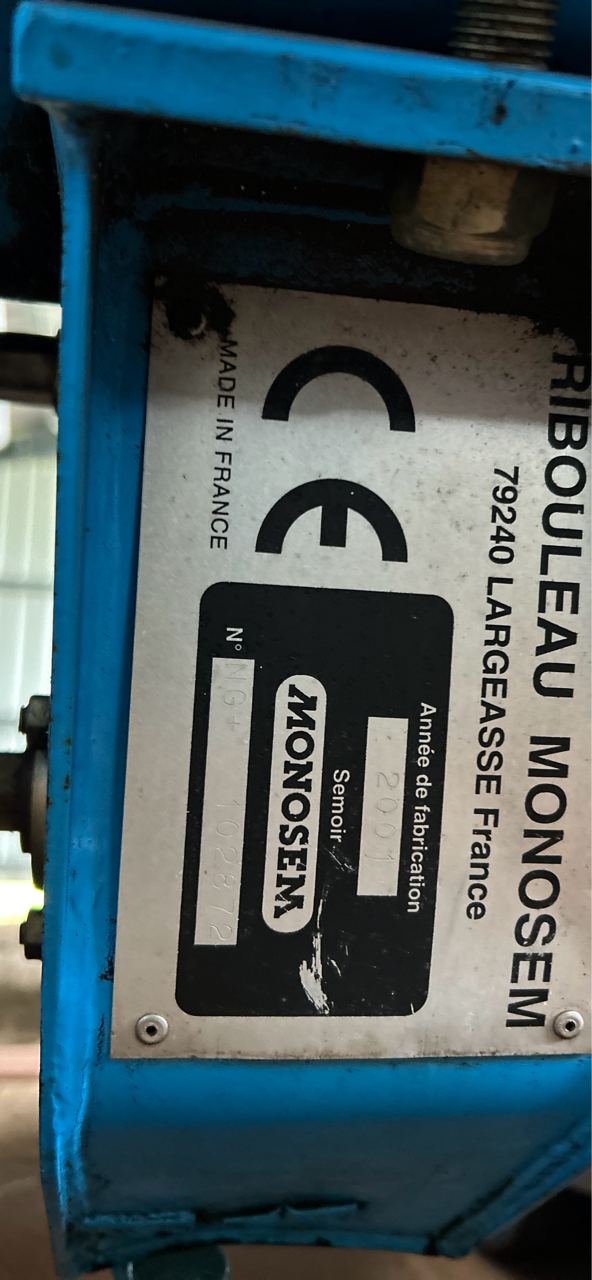 RIBOULEAU MONOSEM
79240 LARGEASSE France
Année de fabrication
2001
Semoir
MONOSEM
N° NG+ 102872
CE
MADE IN FRANCE